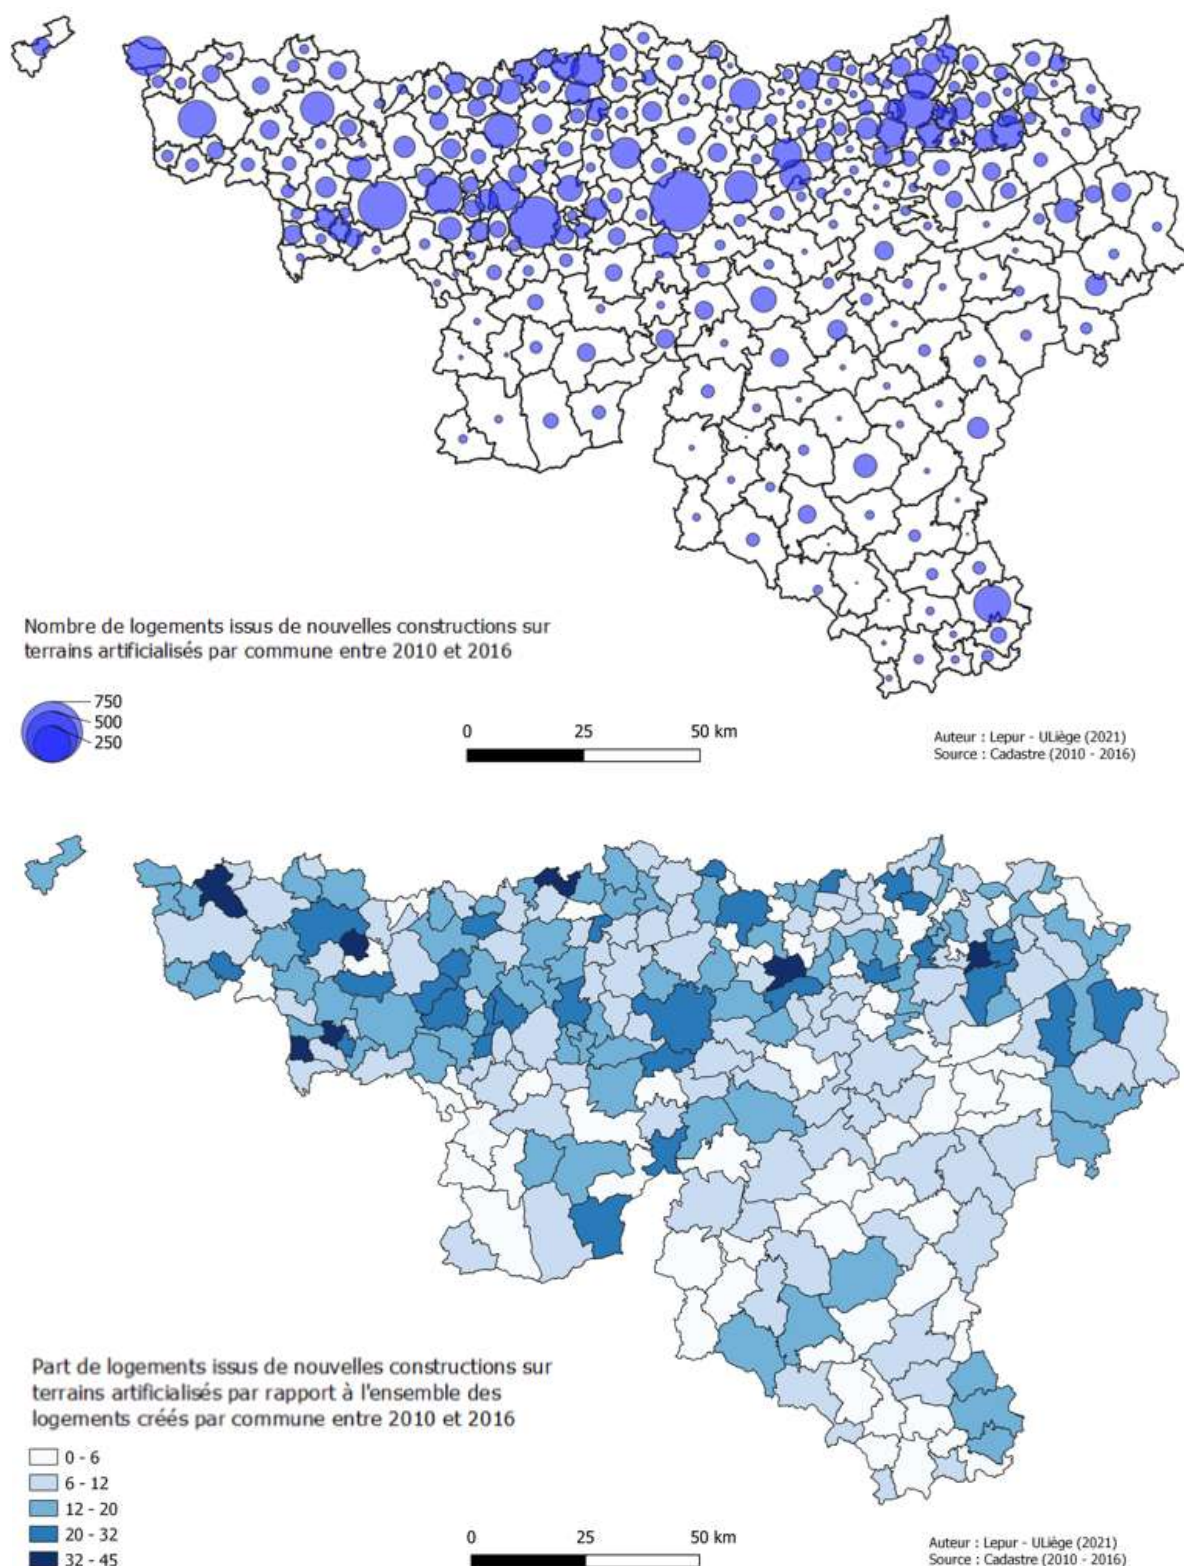 Nombre de logements issus de nouvelles constructions sur
terrains artificialisés par commune entre 2010 et 2016
750
500
250
0 25 50 km
Auteur : Lepur - ULiège (2021)
Source : Cadastre (2010 - 2016)
Part de logements issus de nouvelles constructions sur
terrains artificialisés par rapport à l'ensemble des
logements créés par commune entre 2010 et 2016
0 - 6
6 - 12
12 - 20
20 - 32
32 - 45
0 25 50 km
Auteur : Lepur - ULiège (2021)
Source : Cadastre (2010 - 2016)